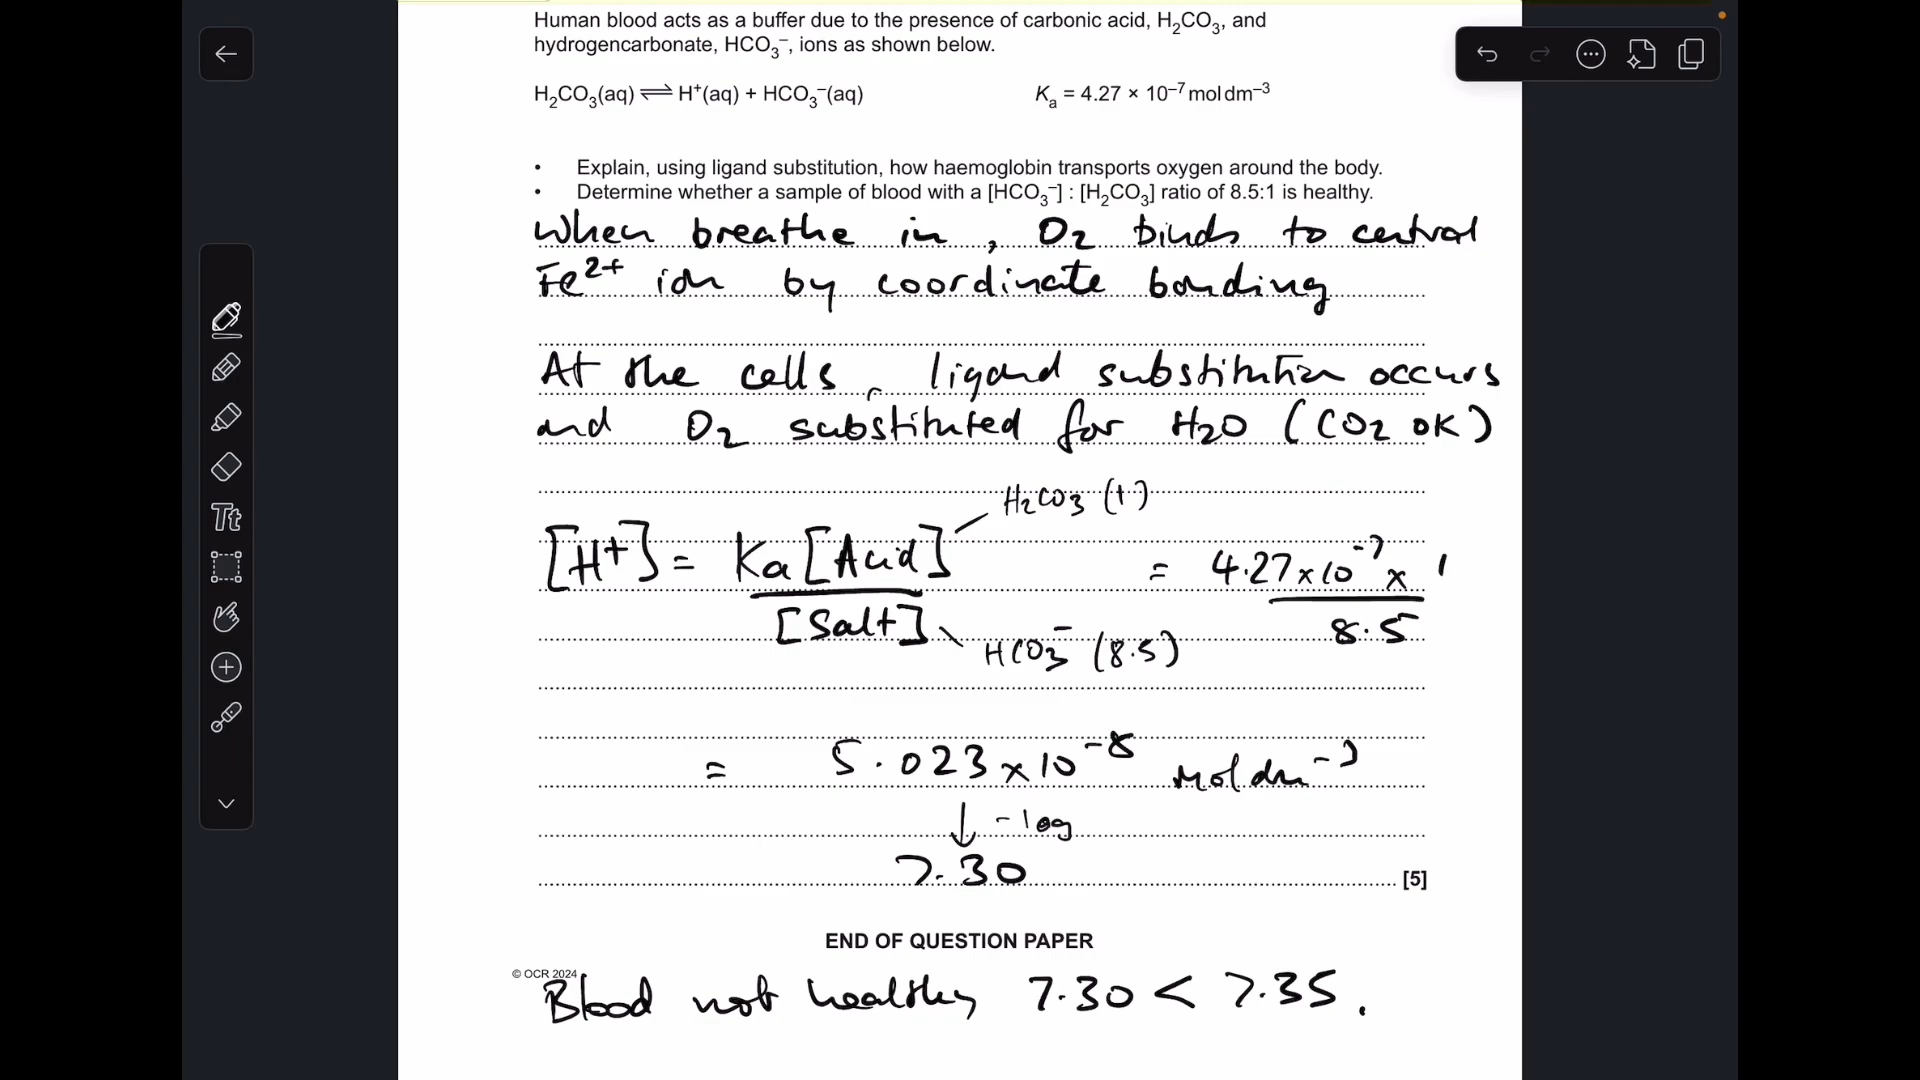 Human blood acts as a buffer due to the presence of carbonic acid, H₂CO₃, and
hydrogencarbonate, HCO₃⁻, ions as shown below.
H₂CO₃(aq) ⇌ H⁺(aq) + HCO₃⁻(aq)    Kₐ = 4.27 × 10⁻⁷ mol dm⁻³
• Explain, using ligand substitution, how haemoglobin transports oxygen around the body.
• Determine whether a sample of blood with a [HCO₃⁻] : [H₂CO₃] ratio of 8.5:1 is healthy.
When breathe in, O2 binds to central
Fe²⁺ ion by coordinate bonding
At the cells, ligand substitution occurs
and O2 substituted for H2O (CO2 OK)
H2CO3 (1)
[H⁺] = Ka [Acid] = 4.27 x 10⁻⁷ x 1
[Salt] 8.5
HCO3⁻ (8.5)
= 5.023 x 10⁻⁸ mol dm⁻³
↓ -log
7.30
[5]
END OF QUESTION PAPER
© OCR 2024
Blood not healthy 7.30 < 7.35.
Tt